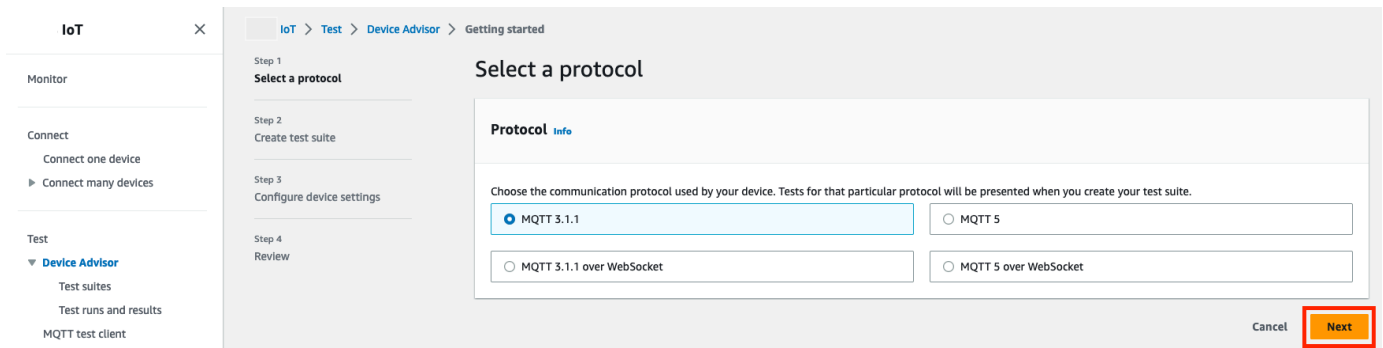 IoT
Monitor
Connect
Connect one device
Connect many devices
Test
Device Advisor
Test suites
Test runs and results
MQTT test client
IoT > Test > Device Advisor > Getting started
Step 1
Select a protocol
Step 2
Create test suite
Step 3
Configure device settings
Step 4
Review
Select a protocol
Protocol Info
Choose the communication protocol used by your device. Tests for that particular protocol will be presented when you create your test suite.
MQTT 3.1.1
MQTT 5
MQTT 3.1.1 over WebSocket
MQTT 5 over WebSocket
Cancel
Next